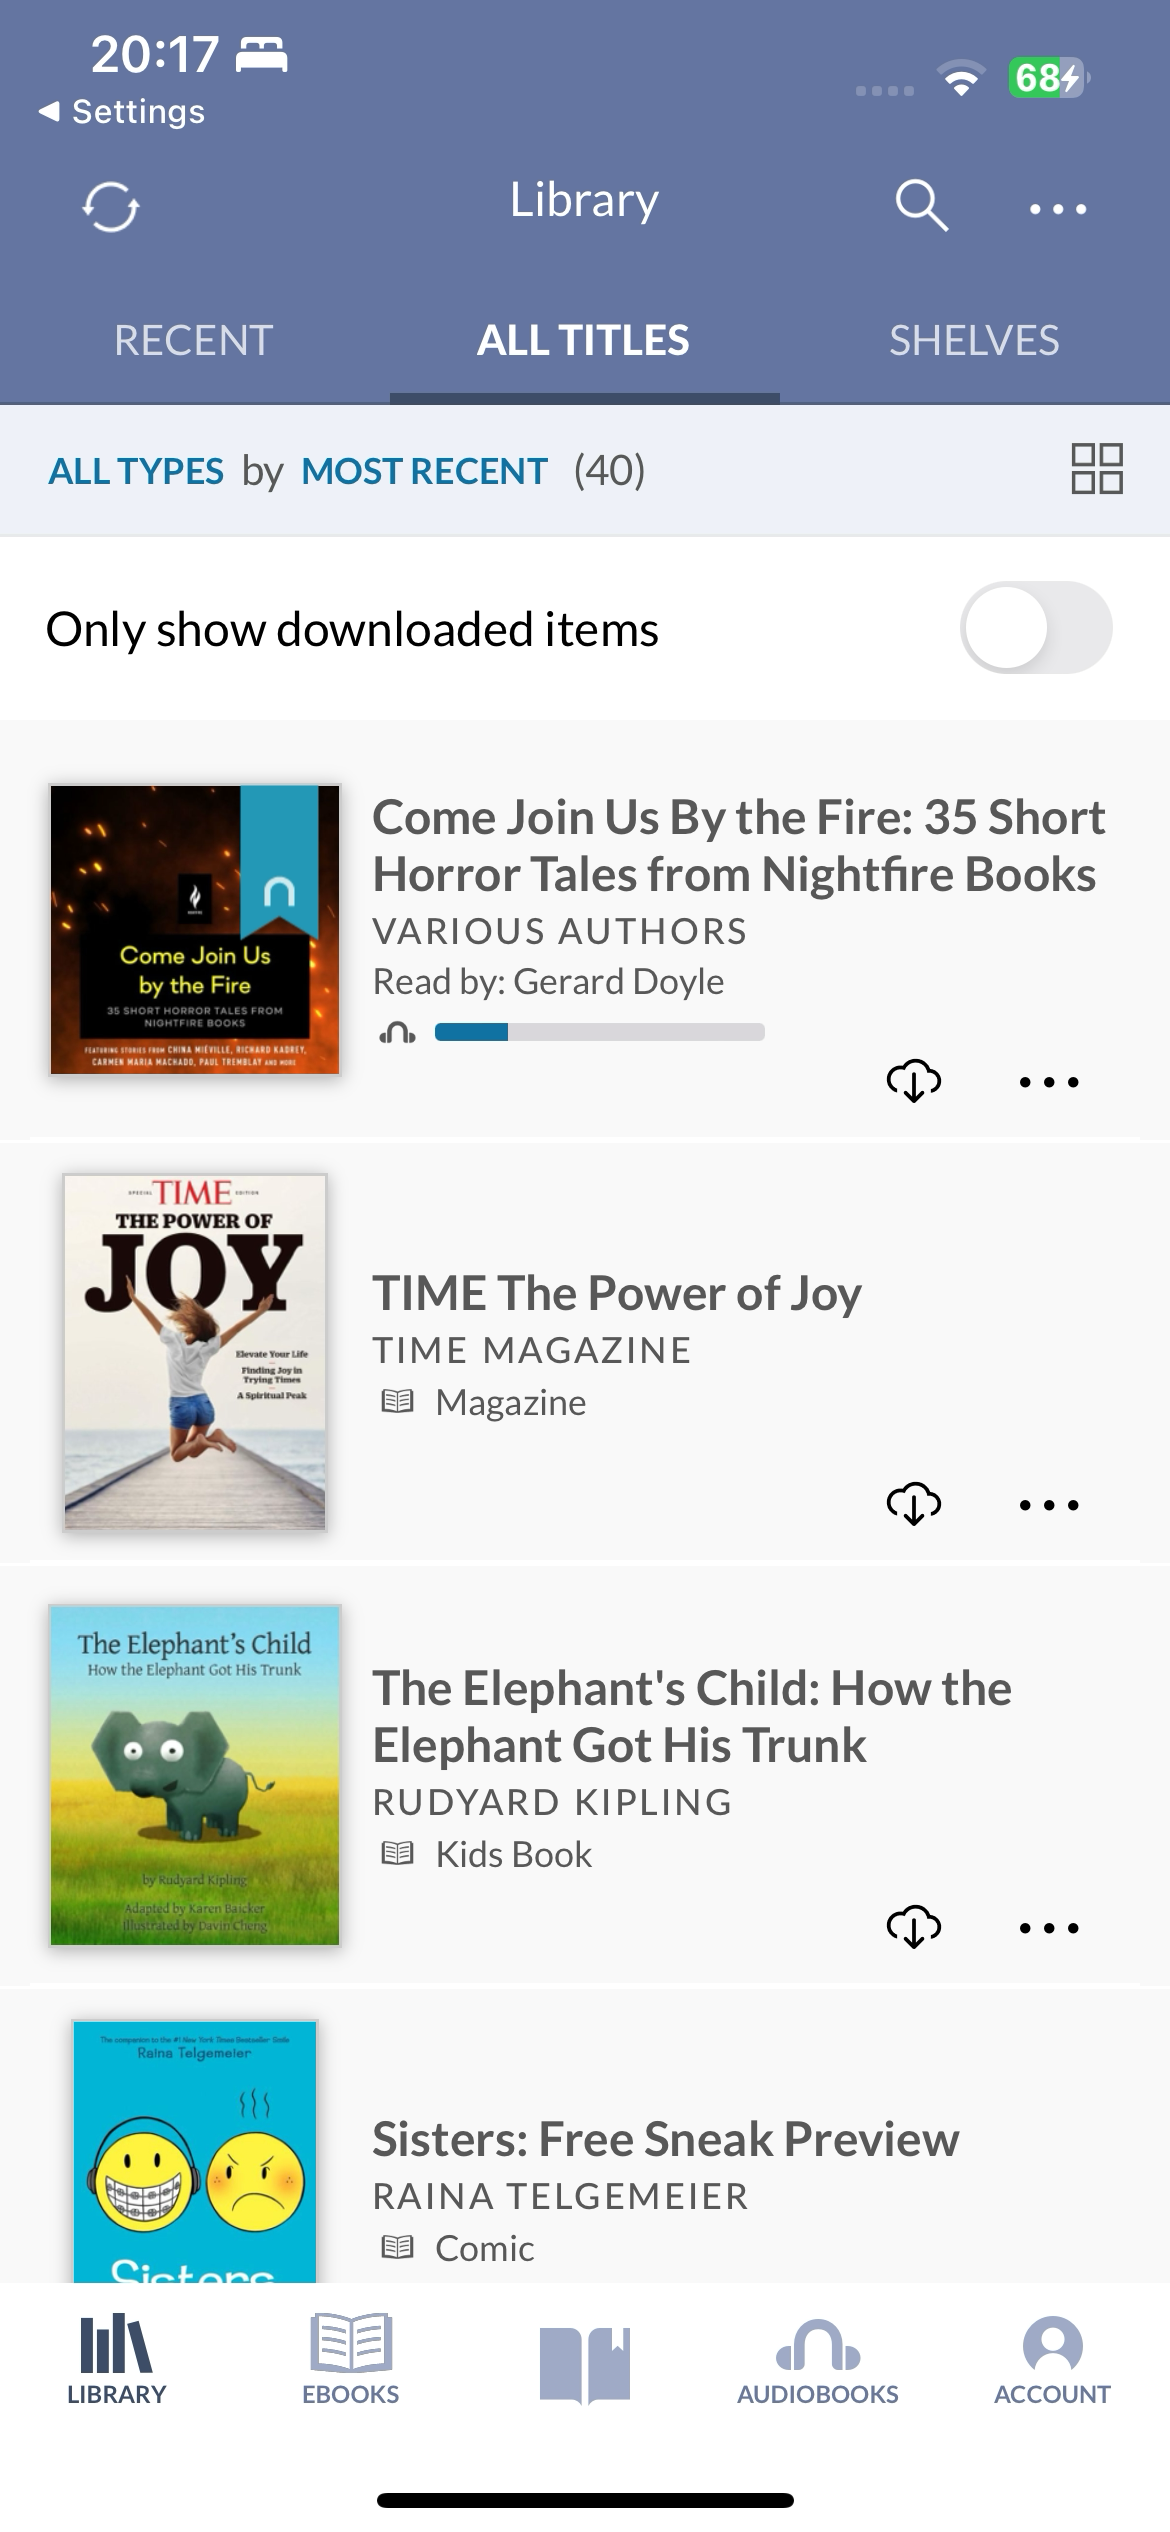 20:17
68
Settings
Library
RECENT
ALL TITLES
SHELVES
ALL TYPES by MOST RECENT (40)
Only show downloaded items
Come Join Us
by the Fire
35 SHORT HORROR TALES FROM
NIGHTFIRE BOOKS
FEATURING STORIES FROM CHINA MIÉVILLE, RICHARD KADREY,
CARMEN MARIA MACHADO, PAUL TREMBLAY AND MORE
Come Join Us By the Fire: 35 Short
Horror Tales from Nightfire Books
VARIOUS AUTHORS
Read by: Gerard Doyle
SPECIAL TIME EDITION
THE POWER OF
JOY
Elevate Your Life
Finding Joy in
Trying Times
A Spiritual Peak
TIME The Power of Joy
TIME MAGAZINE
Magazine
The Elephant's Child
How the Elephant Got His Trunk
by Rudyard Kipling
Adapted by Karen Baicker
Illustrated by Davin Cheng
The Elephant's Child: How the
Elephant Got His Trunk
RUDYARD KIPLING
Kids Book
The companion to the #1 New York Times Bestseller Smile
Raina Telgemeier
Sisters
Sisters: Free Sneak Preview
RAINA TELGEMEIER
Comic
LIBRARY
EBOOKS
AUDIOBOOKS
ACCOUNT